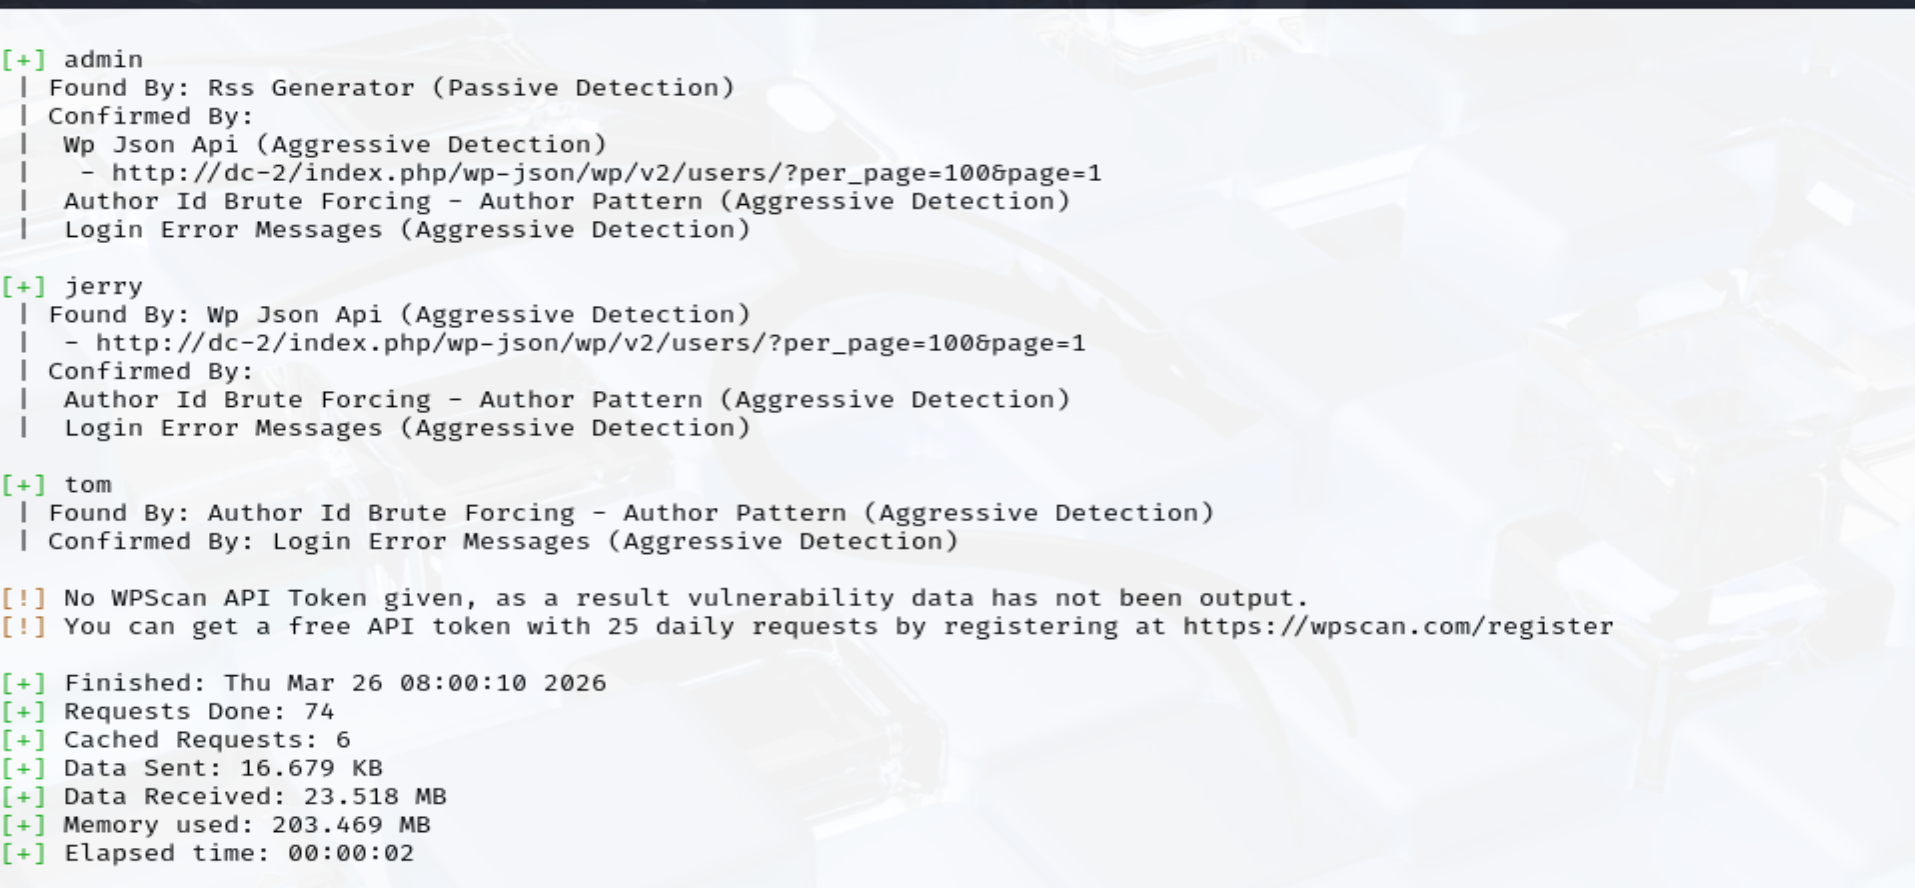 [+] admin
 | Found By: Rss Generator (Passive Detection)
 | Confirmed By:
 |  Wp Json Api (Aggressive Detection)
 |   - http://dc-2/index.php/wp-json/wp/v2/users/?per_page=100&page=1
 |  Author Id Brute Forcing - Author Pattern (Aggressive Detection)
 |  Login Error Messages (Aggressive Detection)

[+] jerry
 | Found By: Wp Json Api (Aggressive Detection)
 |  - http://dc-2/index.php/wp-json/wp/v2/users/?per_page=100&page=1
 | Confirmed By:
 |  Author Id Brute Forcing - Author Pattern (Aggressive Detection)
 |  Login Error Messages (Aggressive Detection)

[+] tom
 | Found By: Author Id Brute Forcing - Author Pattern (Aggressive Detection)
 | Confirmed By: Login Error Messages (Aggressive Detection)

[!] No WPScan API Token given, as a result vulnerability data has not been output.
[!] You can get a free API token with 25 daily requests by registering at https://wpscan.com/register

[+] Finished: Thu Mar 26 08:00:10 2026
[+] Requests Done: 74
[+] Cached Requests: 6
[+] Data Sent: 16.679 KB
[+] Data Received: 23.518 MB
[+] Memory used: 203.469 MB
[+] Elapsed time: 00:00:02